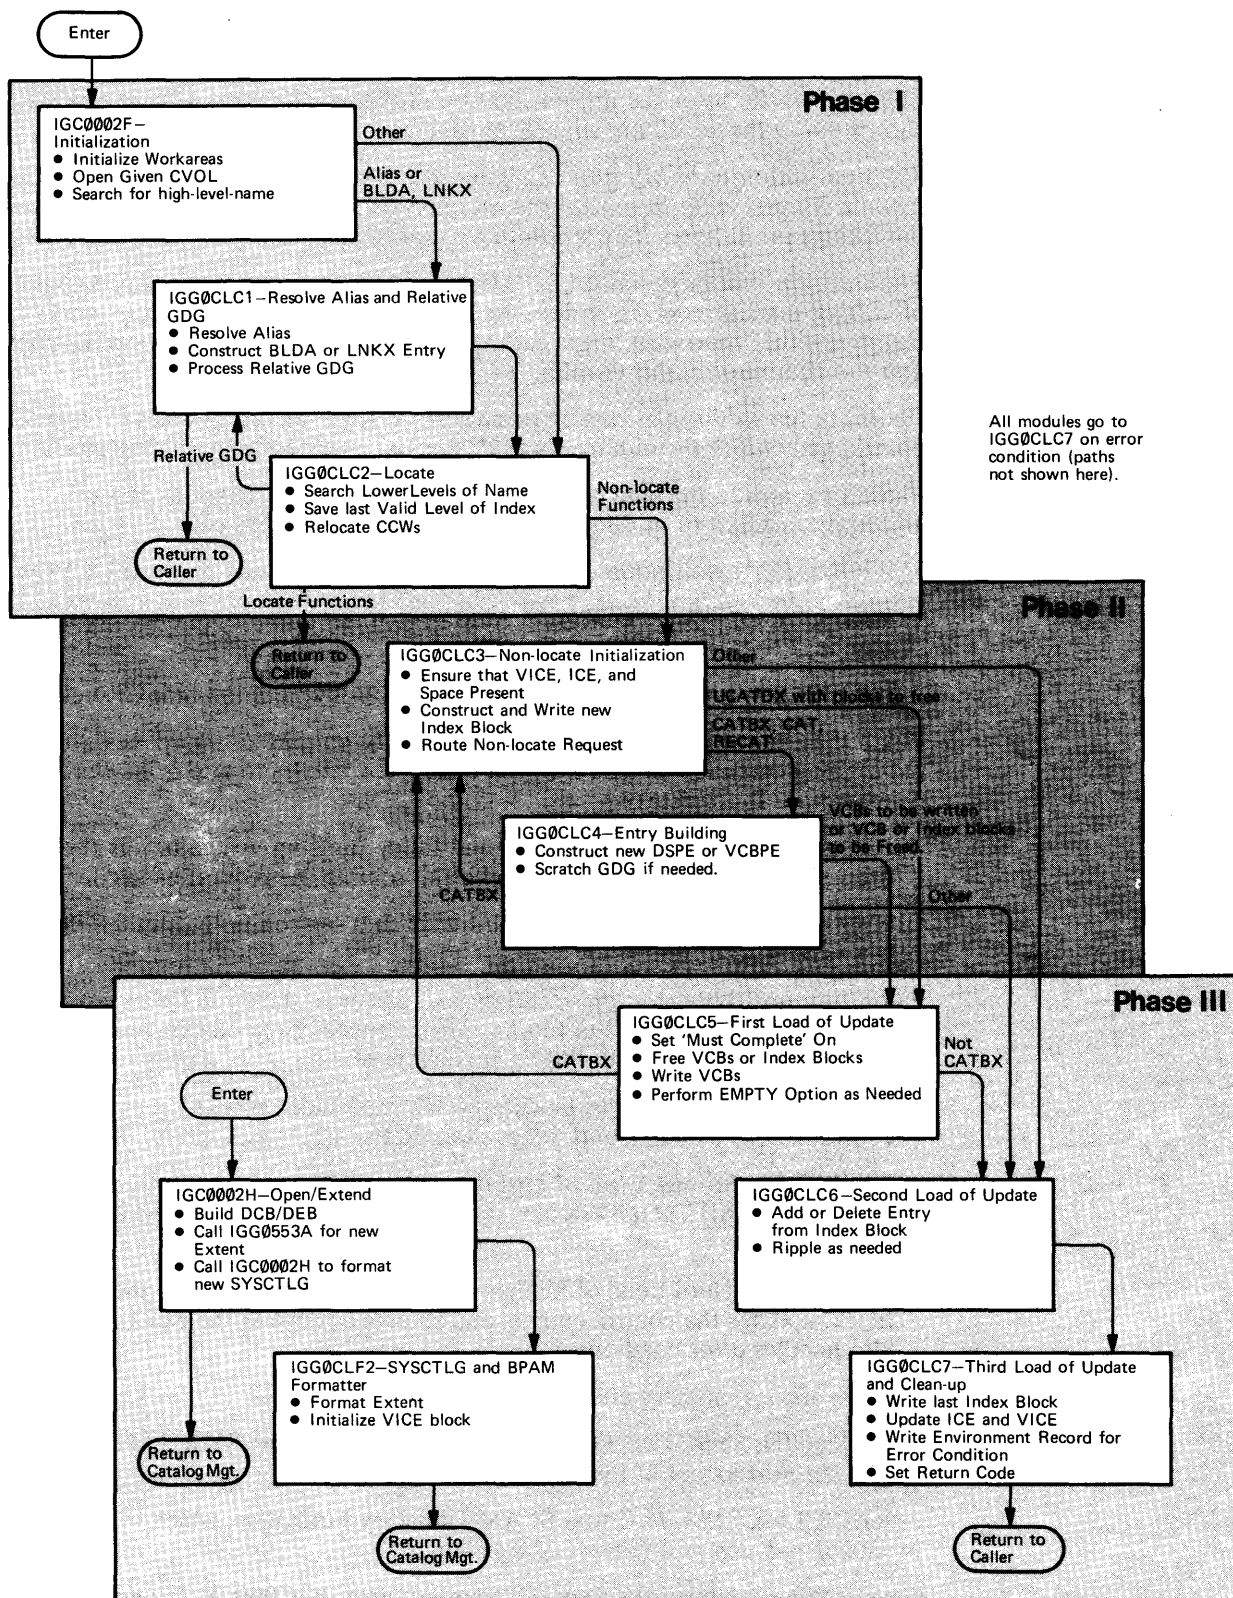 Enter
Phase I
IGC0002F—
Initialization
• Initialize Workareas
• Open Given CVOL
• Search for high-level-name
Other
Alias or
BLDA, LNKX
IGG0CLC1—Resolve Alias and Relative
GDG
• Resolve Alias
• Construct BLDA or LNKX Entry
• Process Relative GDG
All modules go to
IGG0CLC7 on error
condition (paths
not shown here).
Relative GDG
IGG0CLC2—Locate
• Search Lower Levels of Name
• Save last Valid Level of Index
• Relocate CCWs
Non-locate
Functions
Return to
Caller
Locate Functions
Phase II
Return to
Caller
IGG0CLC3—Non-locate Initialization
• Ensure that VICE, ICE, and
Space Present
• Construct and Write new
Index Block
• Route Non-locate Request
Other
UCATDX with blocks to free
CATBX, CAT,
RECAT
IGG0CLC4—Entry Building
• Construct new DSPE or VCBPE
• Scratch GDG if needed.
VCBs to be written
or VCB or Index blocks
to be Freed.
CATBX
Other
Phase III
IGG0CLC5—First Load of Update
• Set 'Must Complete' On
• Free VCBs or Index Blocks
• Write VCBs
• Perform EMPTY Option as Needed
CATBX
Not
CATBX
Enter
IGC0002H—Open/Extend
• Build DCB/DEB
• Call IGG0553A for new
Extent
• Call IGC0002H to format
new SYSCTLG
IGG0CLC6—Second Load of Update
• Add or Delete Entry
from Index Block
• Ripple as needed
IGG0CLF2—SYSCTLG and BPAM
Formatter
• Format Extent
• Initialize VICE block
IGG0CLC7—Third Load of Update
and Clean-up
• Write last Index Block
• Update ICE and VICE
• Write Environment Record for
Error Condition
• Set Return Code
Return to
Catalog Mgt.
Return to
Catalog Mgt.
Return to
Caller